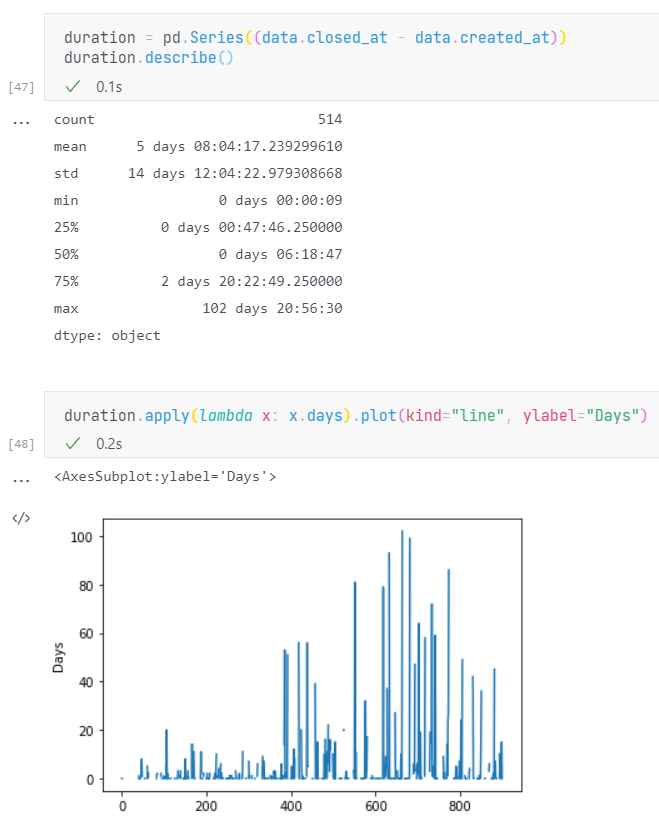 duration = pd.Series((data.closed_at - data.created_at))
duration.describe()
[47]
0.1s
...
count 514
mean 5 days 08:04:17.239299610
std 14 days 12:04:22.979308668
min 0 days 00:00:09
25% 0 days 00:47:46.250000
50% 0 days 06:18:47
75% 2 days 20:22:49.250000
max 102 days 20:56:30
dtype: object
duration.apply(lambda x: x.days).plot(kind="line", ylabel="Days")
[48]
0.2s
...
<AxesSubplot:ylabel='Days'>
</>
100
80
60
40
20
0
Days
0 200 400 600 800